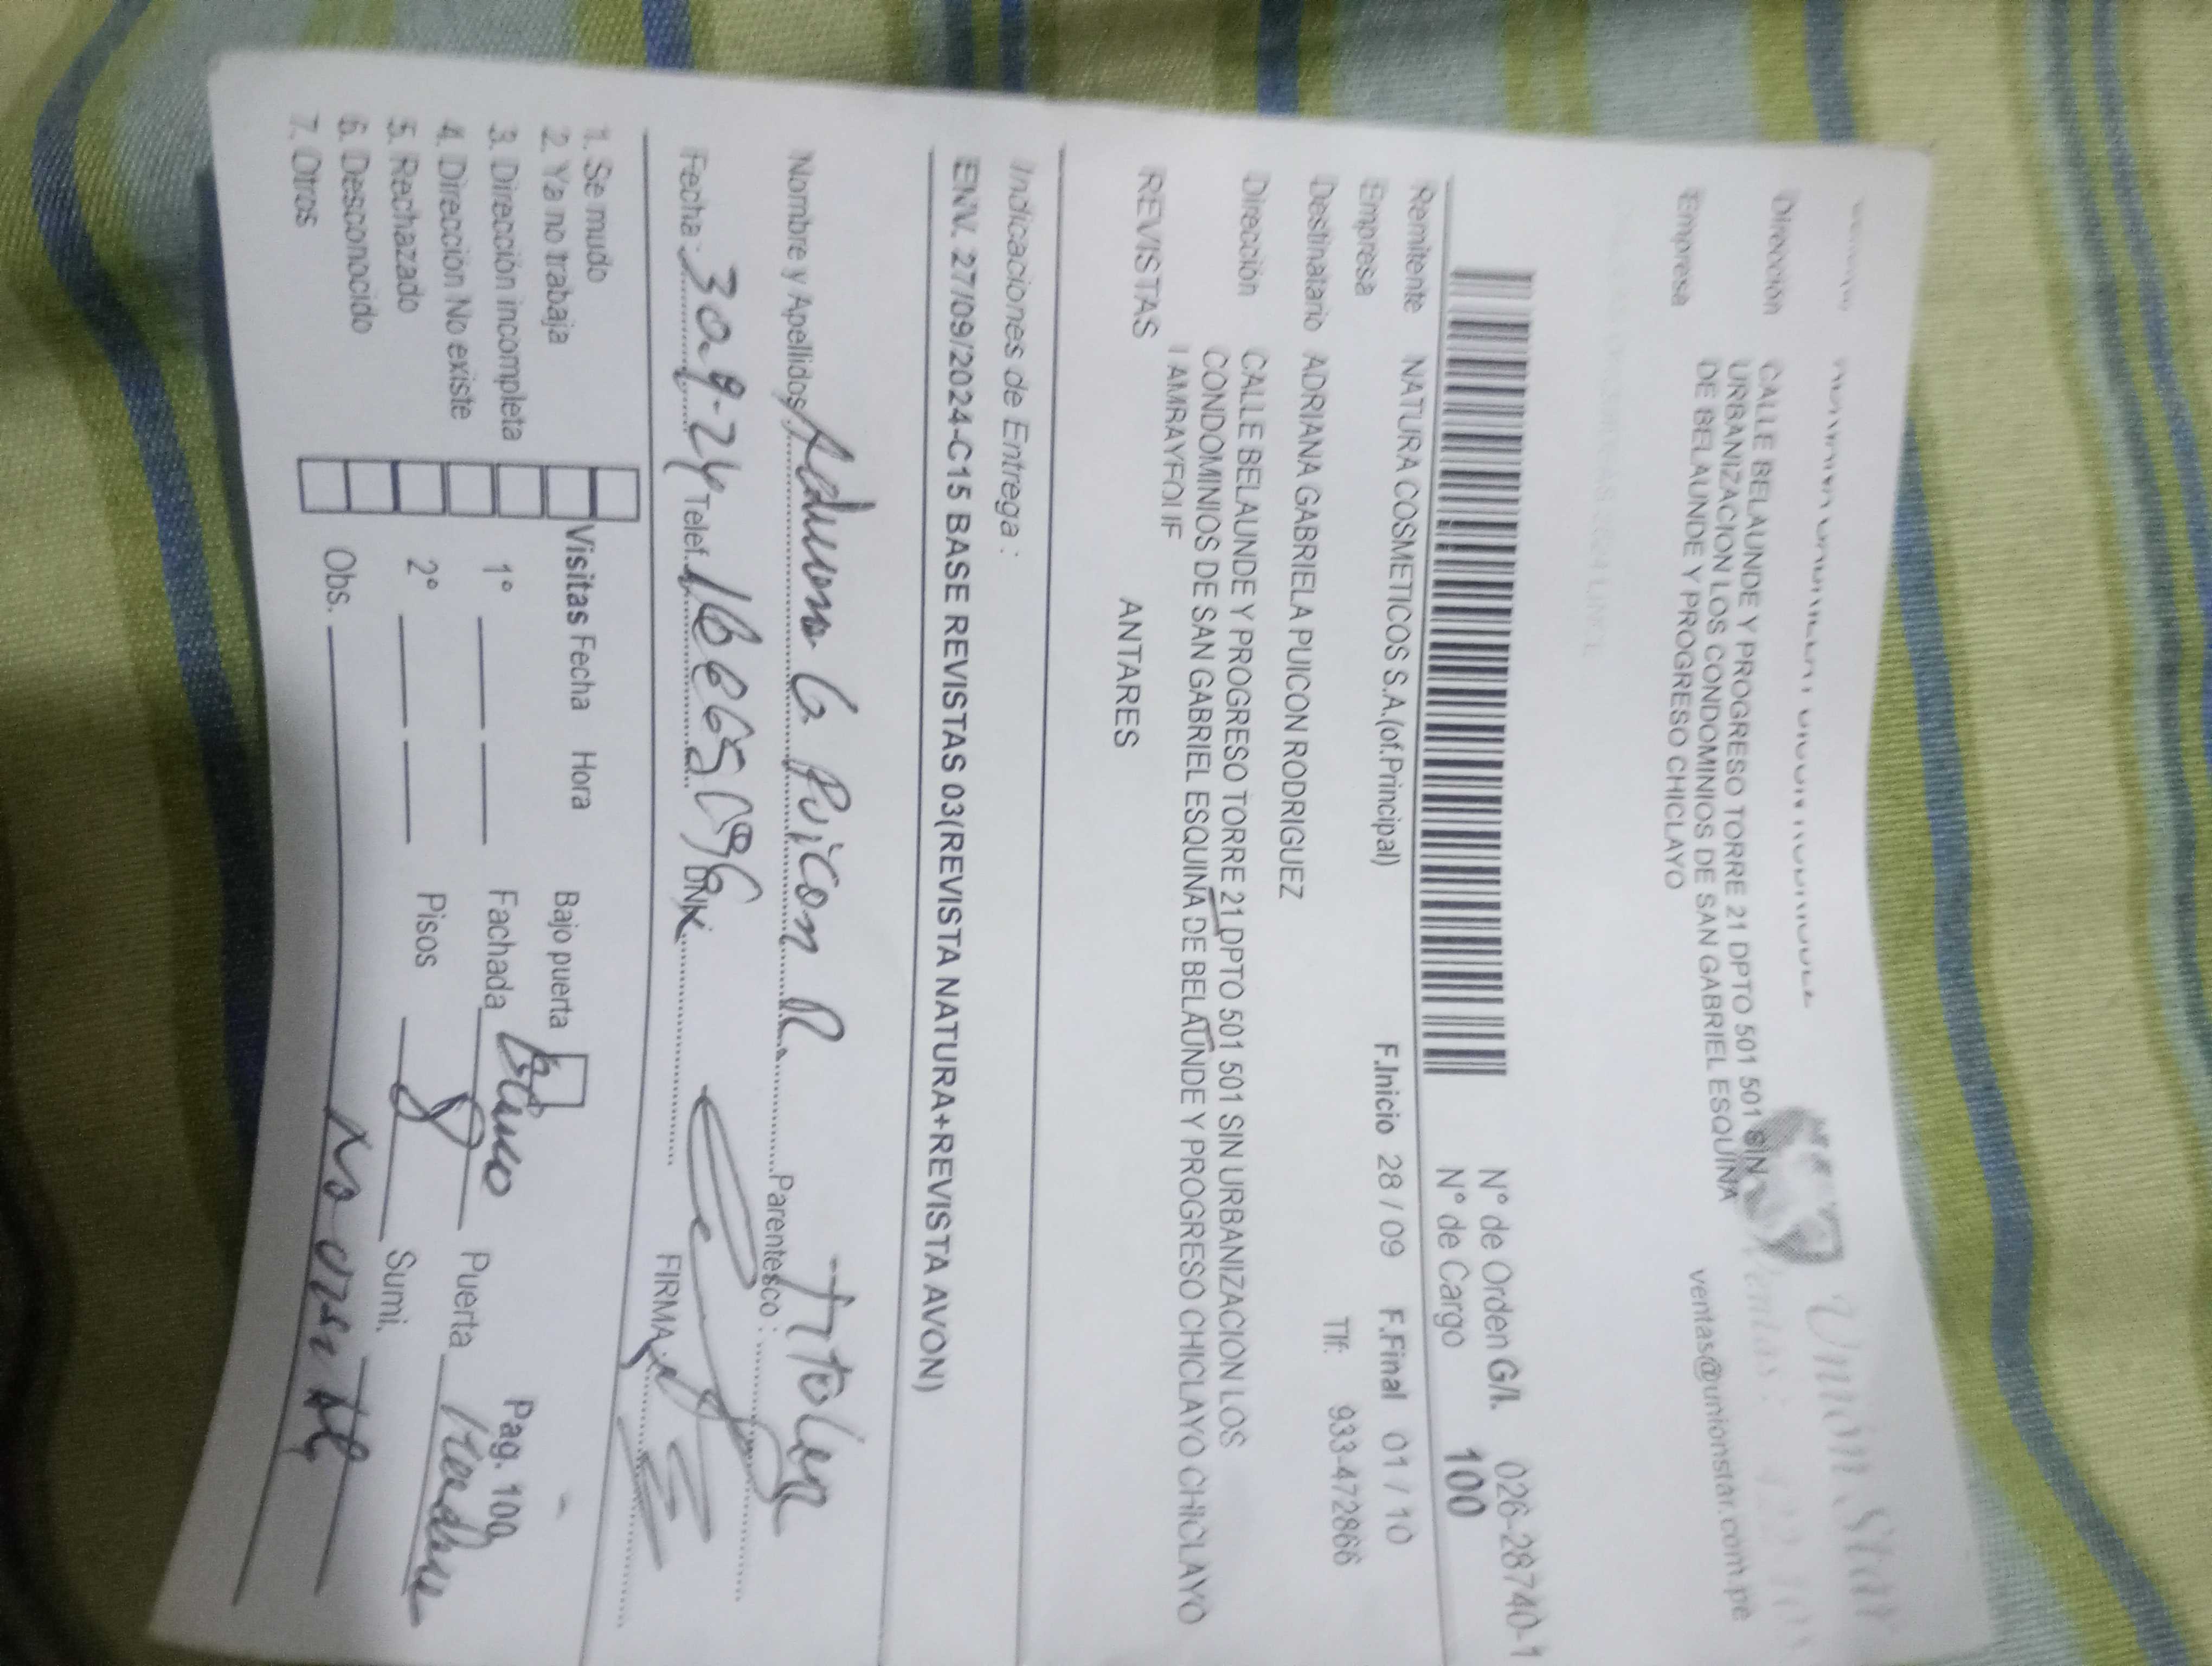 Unión Star
Dirección CALLE BELAUNDE Y PROGRESO TORRE 21 DPTO 501 501 SIN
URBANIZACION LOS CONDOMINIOS DE SAN GABRIEL ESQUINA
DE BELAUNDE Y PROGRESO CHICLAYO
Empresa
ventas@unionstar.com.pe
N° de Orden G/I. 026-28740-1
N° de Cargo 100
Remitente NATURA COSMETICOS S.A.(of.Principal) F.Inicio 28 / 09 F.Final 01 / 10
Empresa
Tlf: 933-472866
Destinatario ADRIANA GABRIELA PUICON RODRIGUEZ
Dirección CALLE BELAUNDE Y PROGRESO TORRE 21 DPTO 501 501 SIN URBANIZACION LOS
CONDOMINIOS DE SAN GABRIEL ESQUINA DE BELAUNDE Y PROGRESO CHICLAYO CHICLAYO
LAMBAYEQUE
REVISTAS
ANTARES
Indicaciones de Entrega :
ENV. 27/09/2024-C15 BASE REVISTAS 03(REVISTA NATURA+REVISTA AVON)
Nombre y Apellidos: Adriana G. Puicon R. Parentesco : Titular
Fecha : 30-9-24 Telef. 16665096 DNI FIRMA
1. Se mudo
2. Ya no trabaja
3. Dirección incompleta
4. Dirección No existe
5. Rechazado
6. Desconocido
7. Otros
Visitas Fecha Hora
1°
2°
Obs.
Bajo puerta
Fachada Blanco
Pisos 8
Pag. 100
Puerta
Sumi.